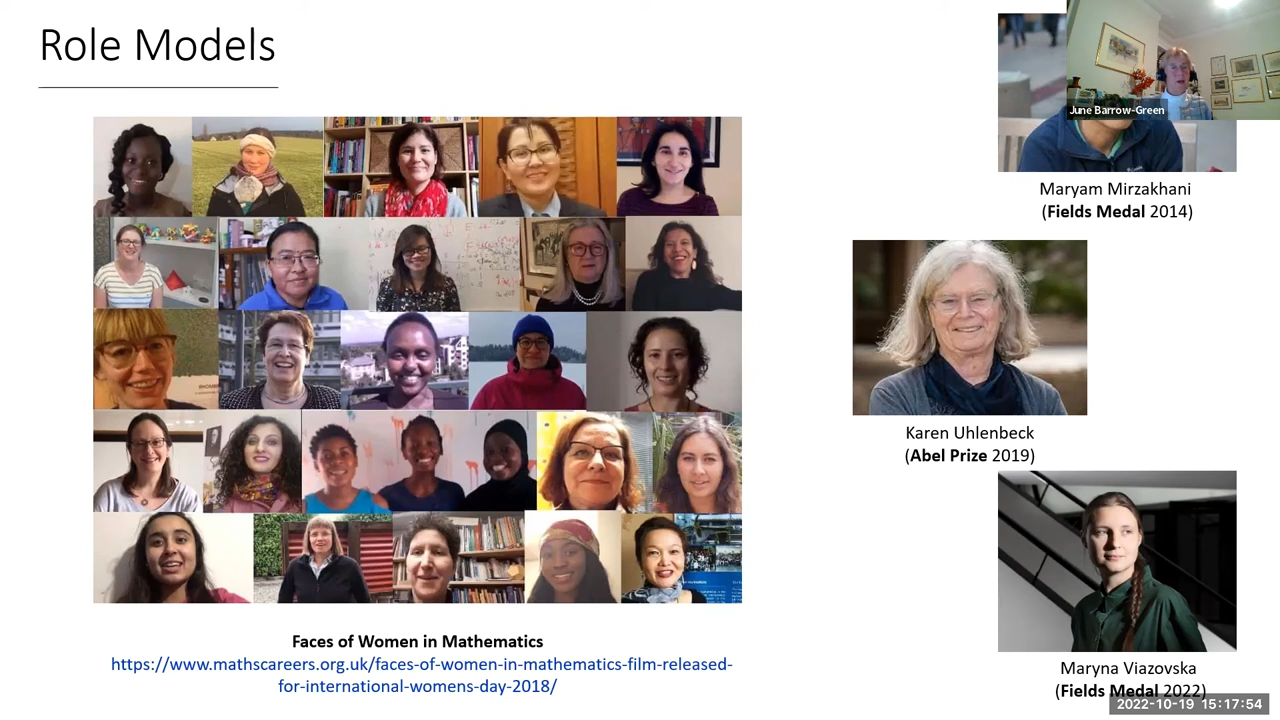 Role Models
June Barrow-Green
Maryam Mirzakhani
(Fields Medal 2014)
Karen Uhlenbeck
(Abel Prize 2019)
Maryna Viazovska
(Fields Medal 2022)
Faces of Women in Mathematics
https://www.mathscareers.org.uk/faces-of-women-in-mathematics-film-released-
for-international-womens-day-2018/
2022-10-19 15:17:54